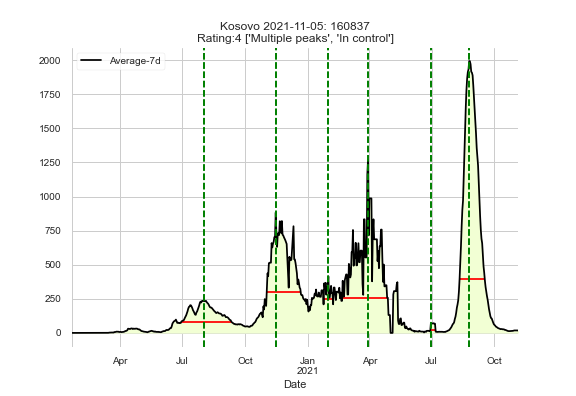 Kosovo 2021-11-05: 160837
Rating:4 ['Multiple peaks', 'In control']
Average-7d
2000
1750
1500
1250
1000
750
500
250
0
Apr
Jul
Oct
Jan
2021
Apr
Jul
Oct
Date